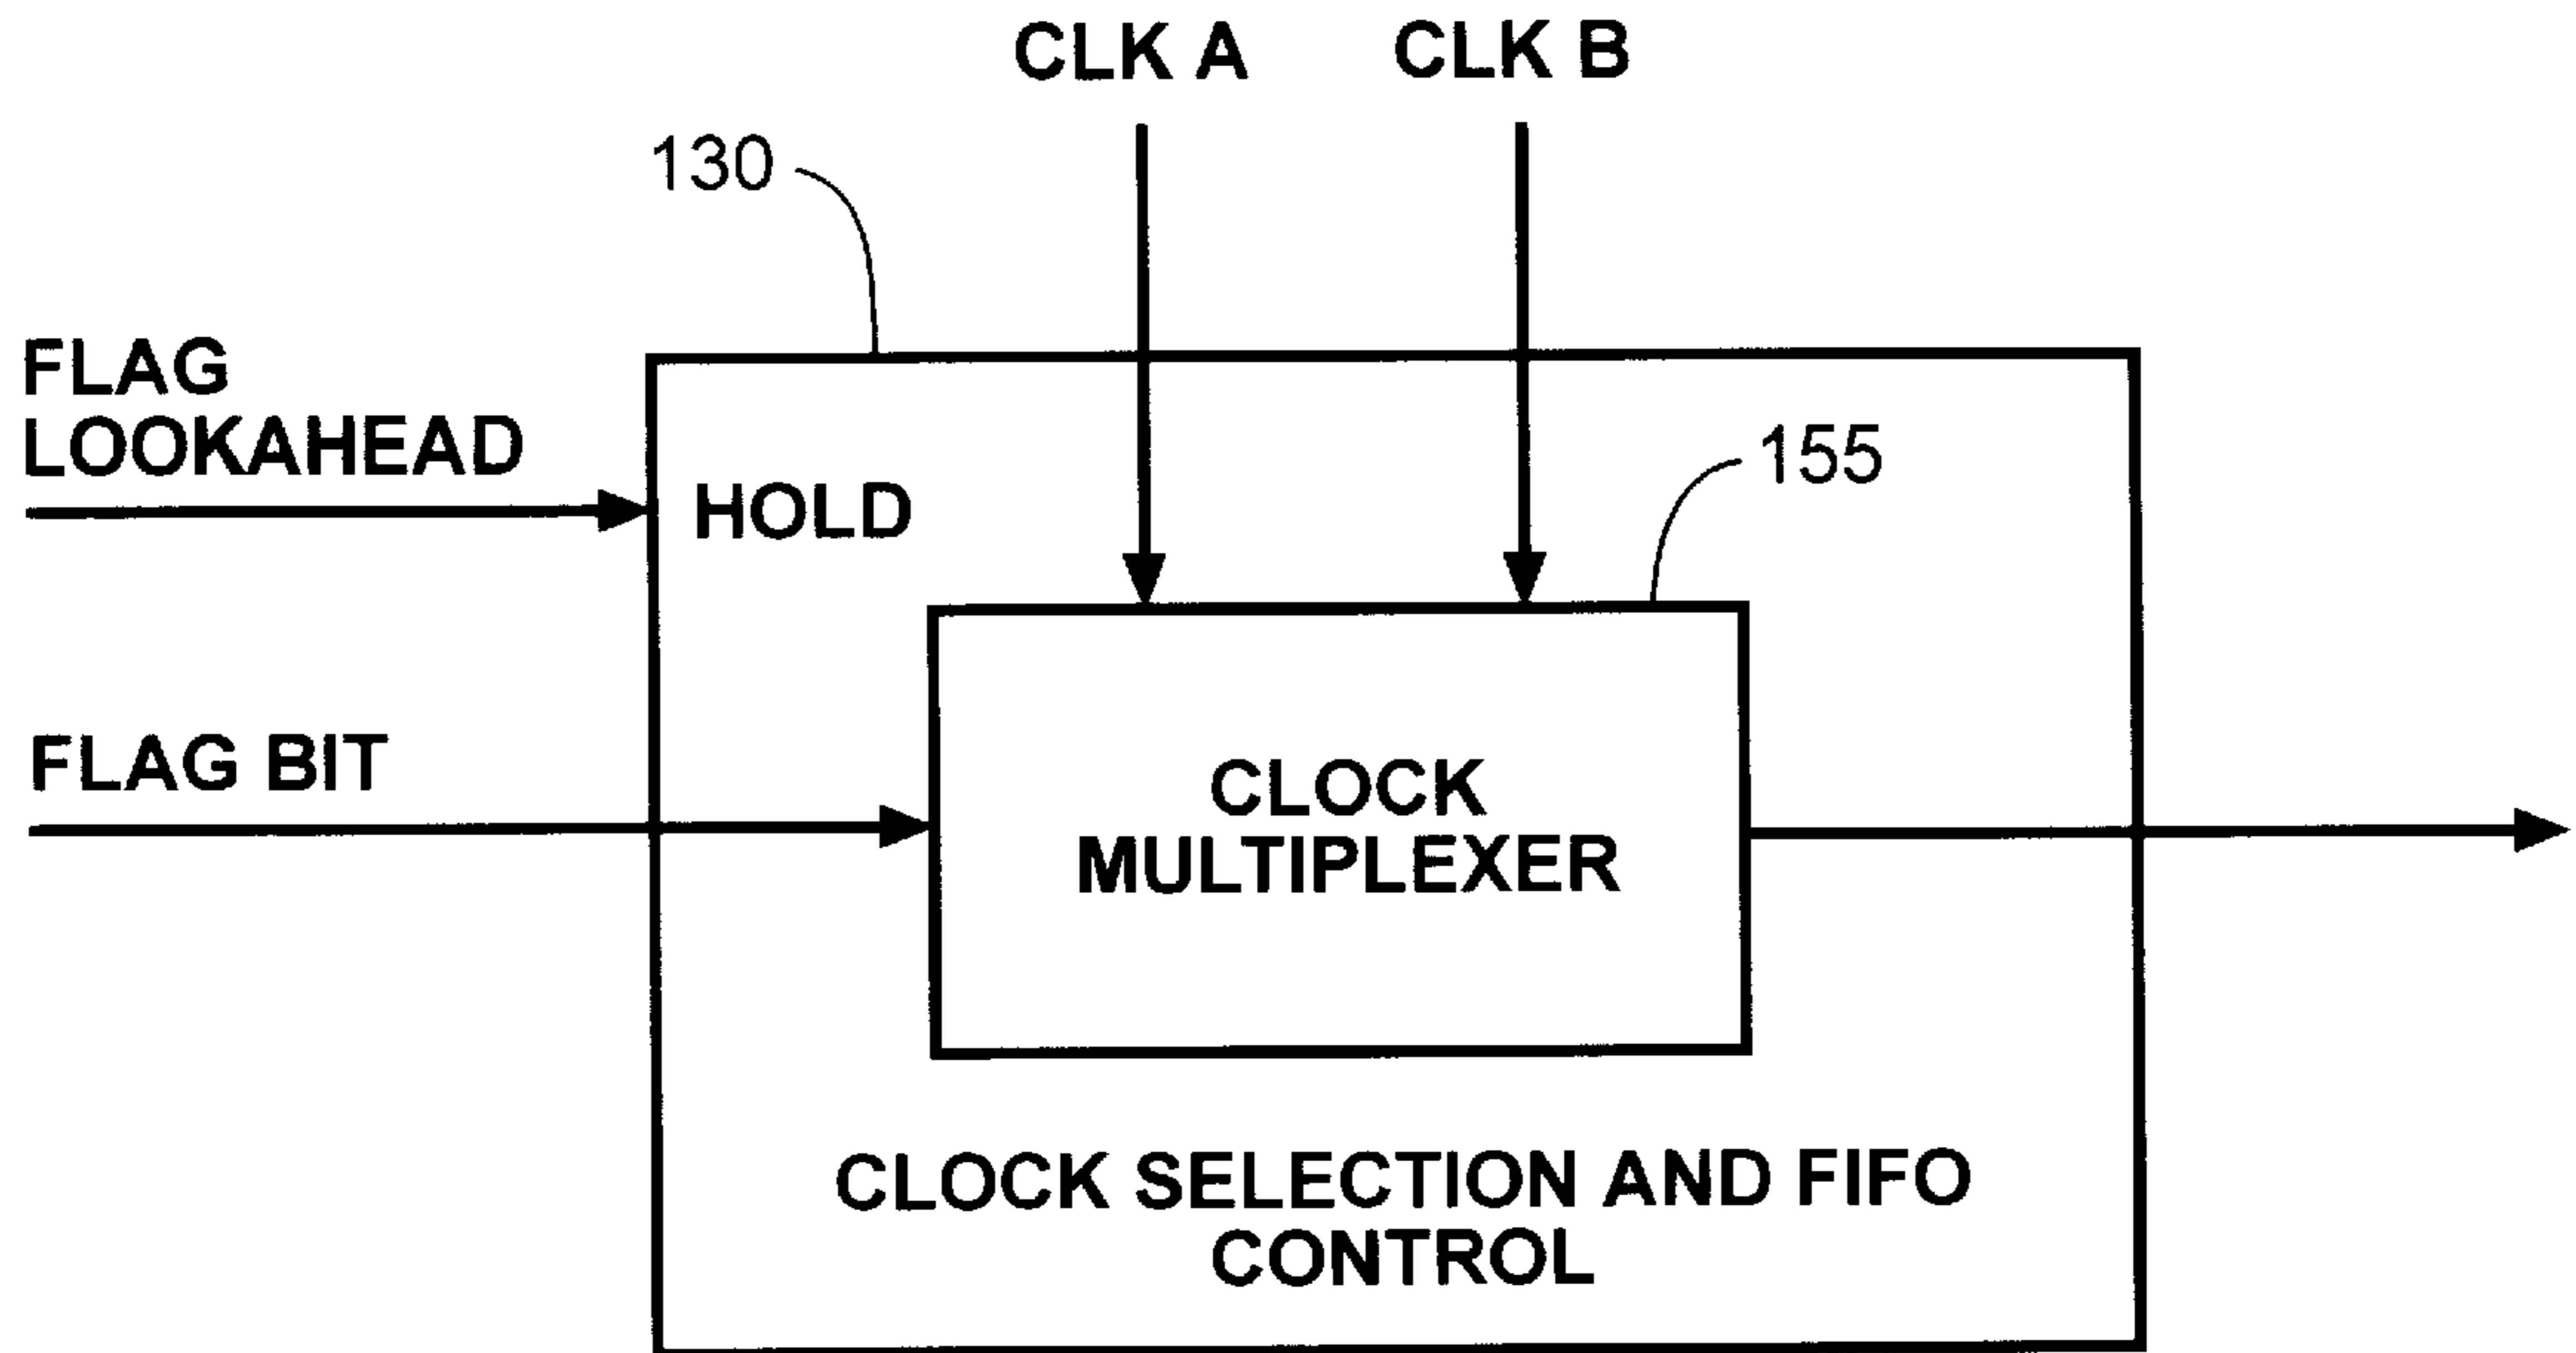 CLK A
CLK B
130
FLAG
LOOKAHEAD
HOLD
155
FLAG BIT
CLOCK
MULTIPLEXER
CLOCK SELECTION AND FIFO
CONTROL